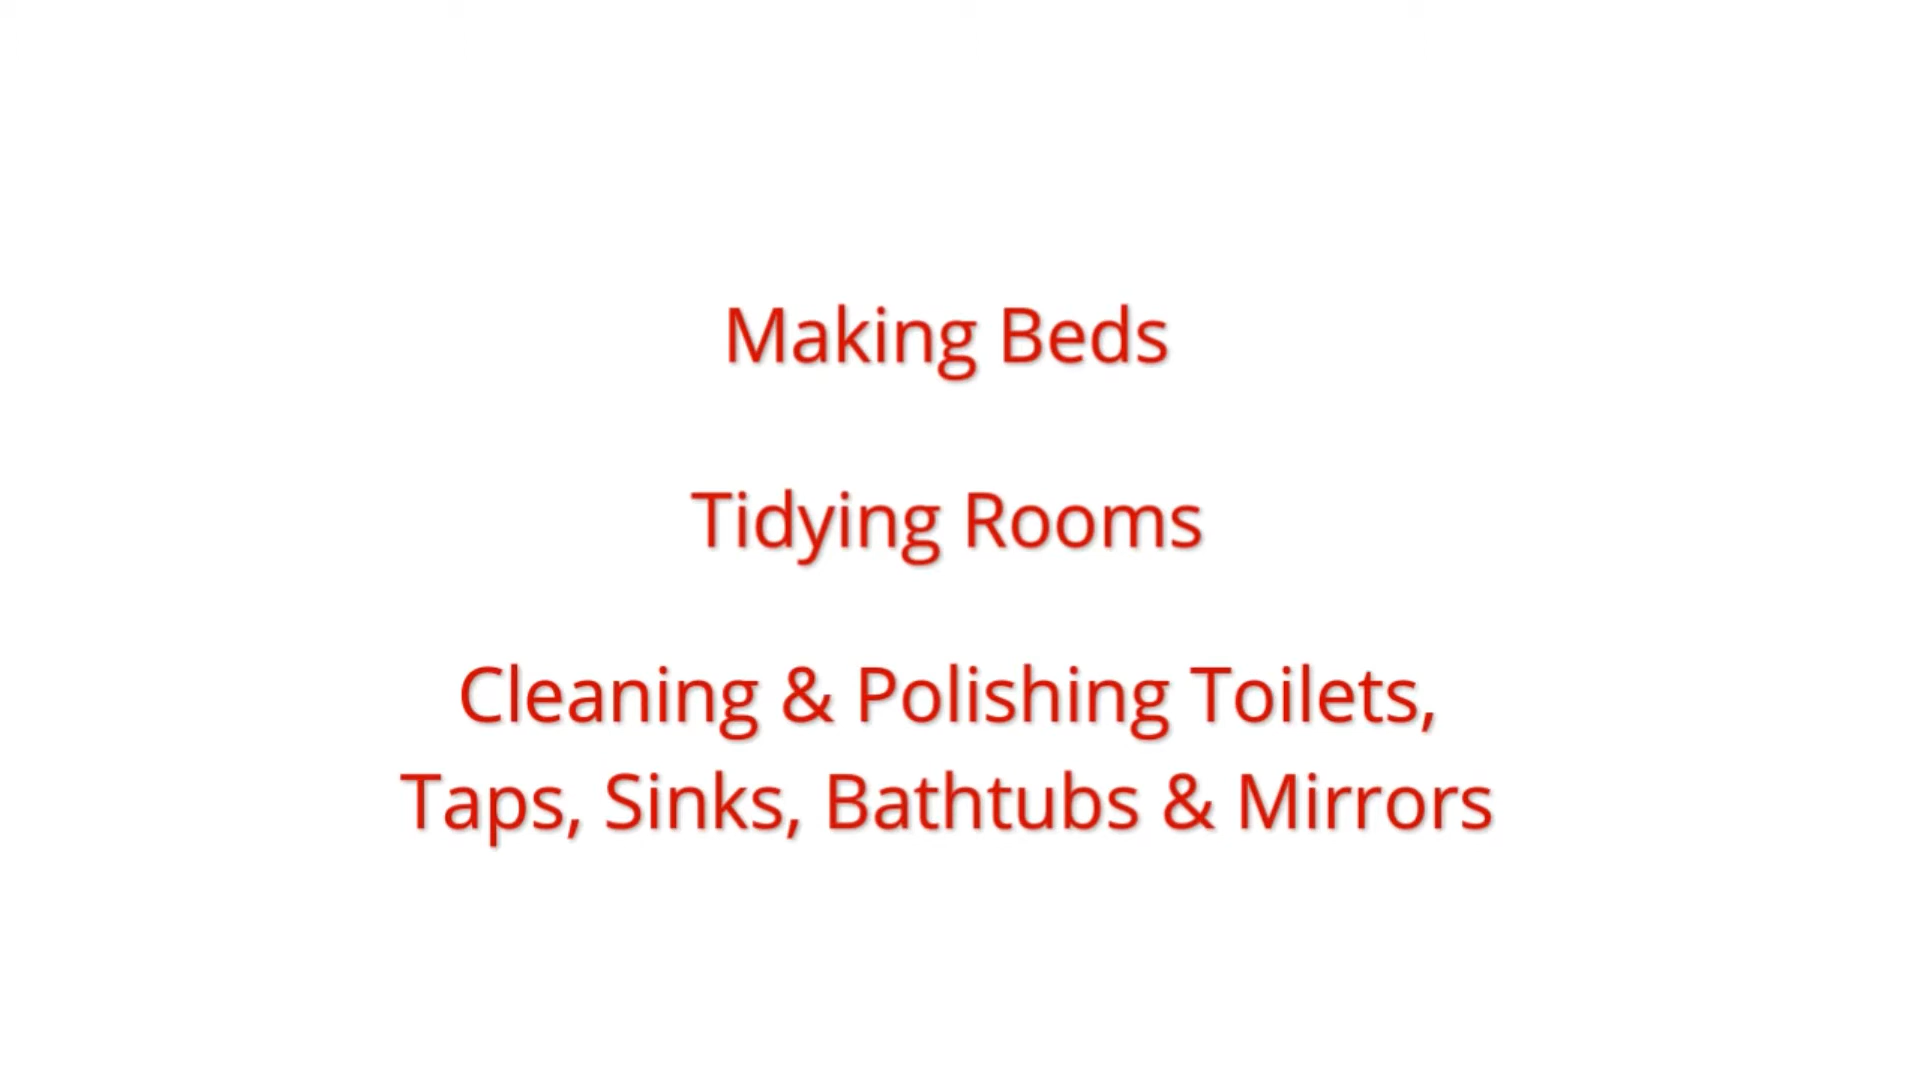 Making Beds
Tidying Rooms
Cleaning & Polishing Toilets,
Taps, Sinks, Bathtubs & Mirrors